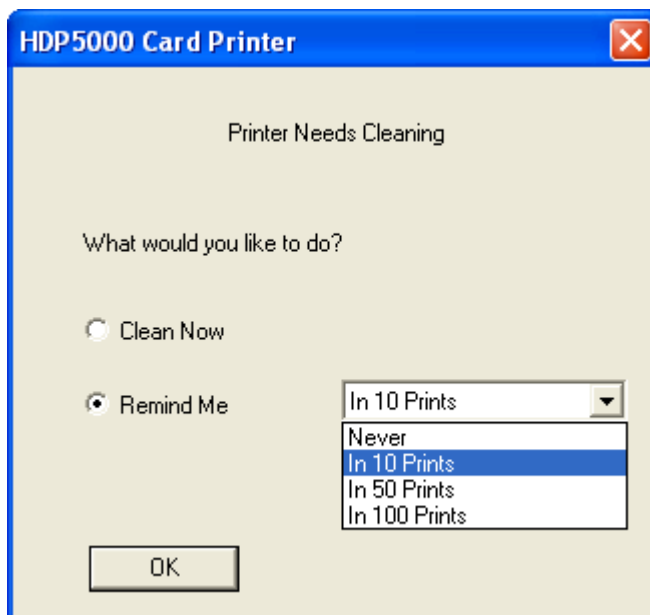 HDP5000 Card Printer
Printer Needs Cleaning
What would you like to do?
Clean Now
Remind Me
In 10 Prints
Never
In 10 Prints
In 50 Prints
In 100 Prints
OK